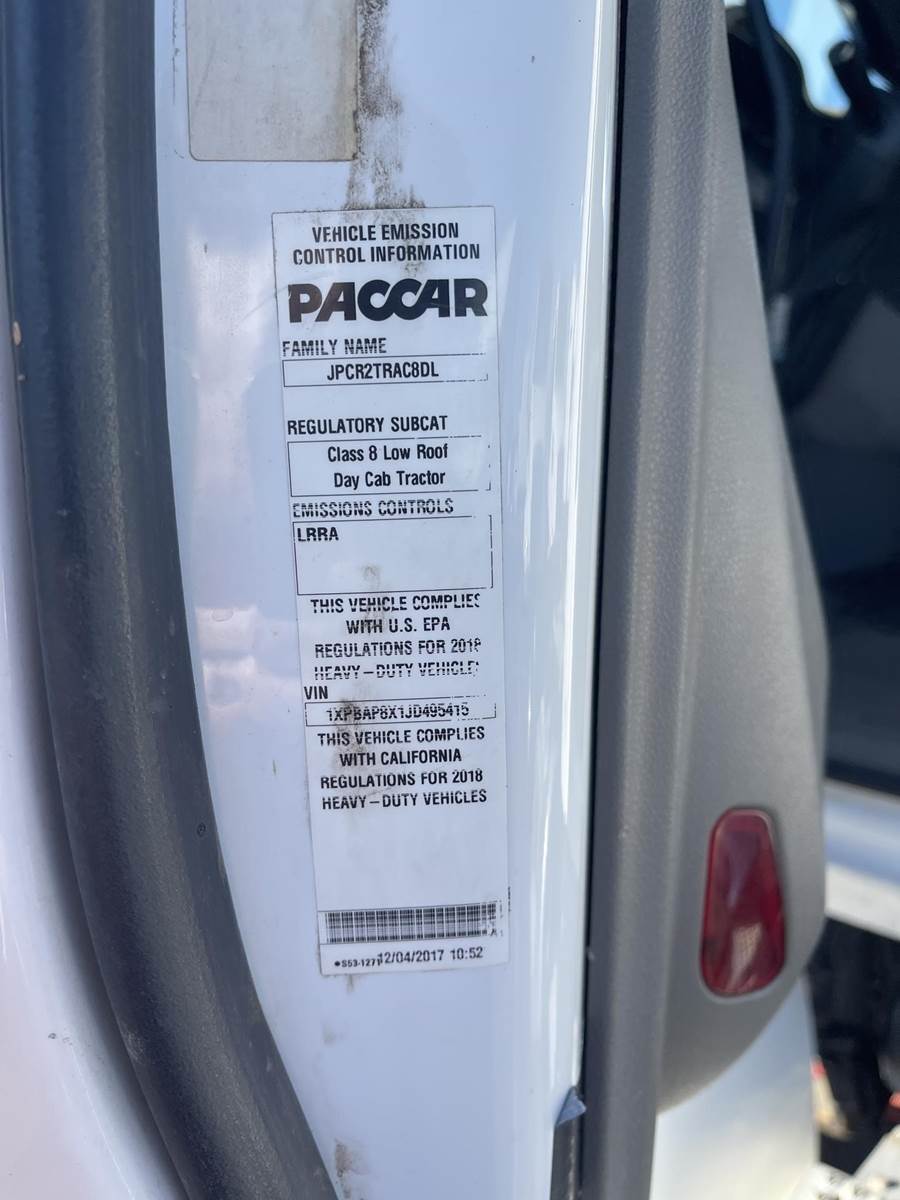 VEHICLE EMISSION
CONTROL INFORMATION
PACCAR
FAMILY NAME
JPCR2TRAC8DL
REGULATORY SUBCAT
Class 8 Low Roof
Day Cab Tractor
EMISSIONS CONTROLS
LRRA
THIS VEHICLE COMPLIES
WITH U.S. EPA
REGULATIONS FOR 2018
HEAVY-DUTY VEHICLES
VIN
1XPBAP8X1JD495415
THIS VEHICLE COMPLIES
WITH CALIFORNIA
REGULATIONS FOR 2018
HEAVY-DUTY VEHICLES
12/04/2017 10:52